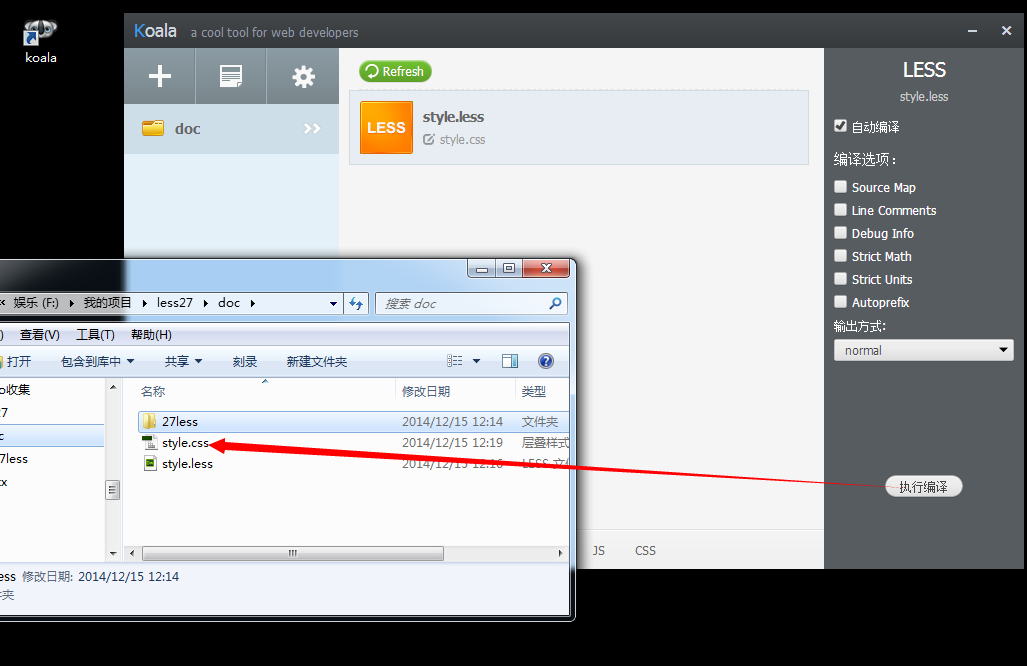 koala
Koala a cool tool for web developers
Refresh
doc
LESS
style.less
style.css
LESS
style.less
自动编译
编译选项：
Source Map
Line Comments
Debug Info
Strict Math
Strict Units
Autoprefix
输出方式:
normal
执行编译
JS CSS
« 娱乐 (F:) 我的项目 less27 doc
搜索 doc
) 查看(V) 工具(T) 帮助(H)
打开 包含到库中 共享 刻录 新建文件夹
o收集
7
c
7less
x
名称 修改日期 类型
27less 2014/12/15 12:14 文件夹
style.css 2014/12/15 12:19 层叠样式
style.less 2014/12/15 12:16 LESS 文件
ess 修改日期: 2014/12/15 12:14
件夹